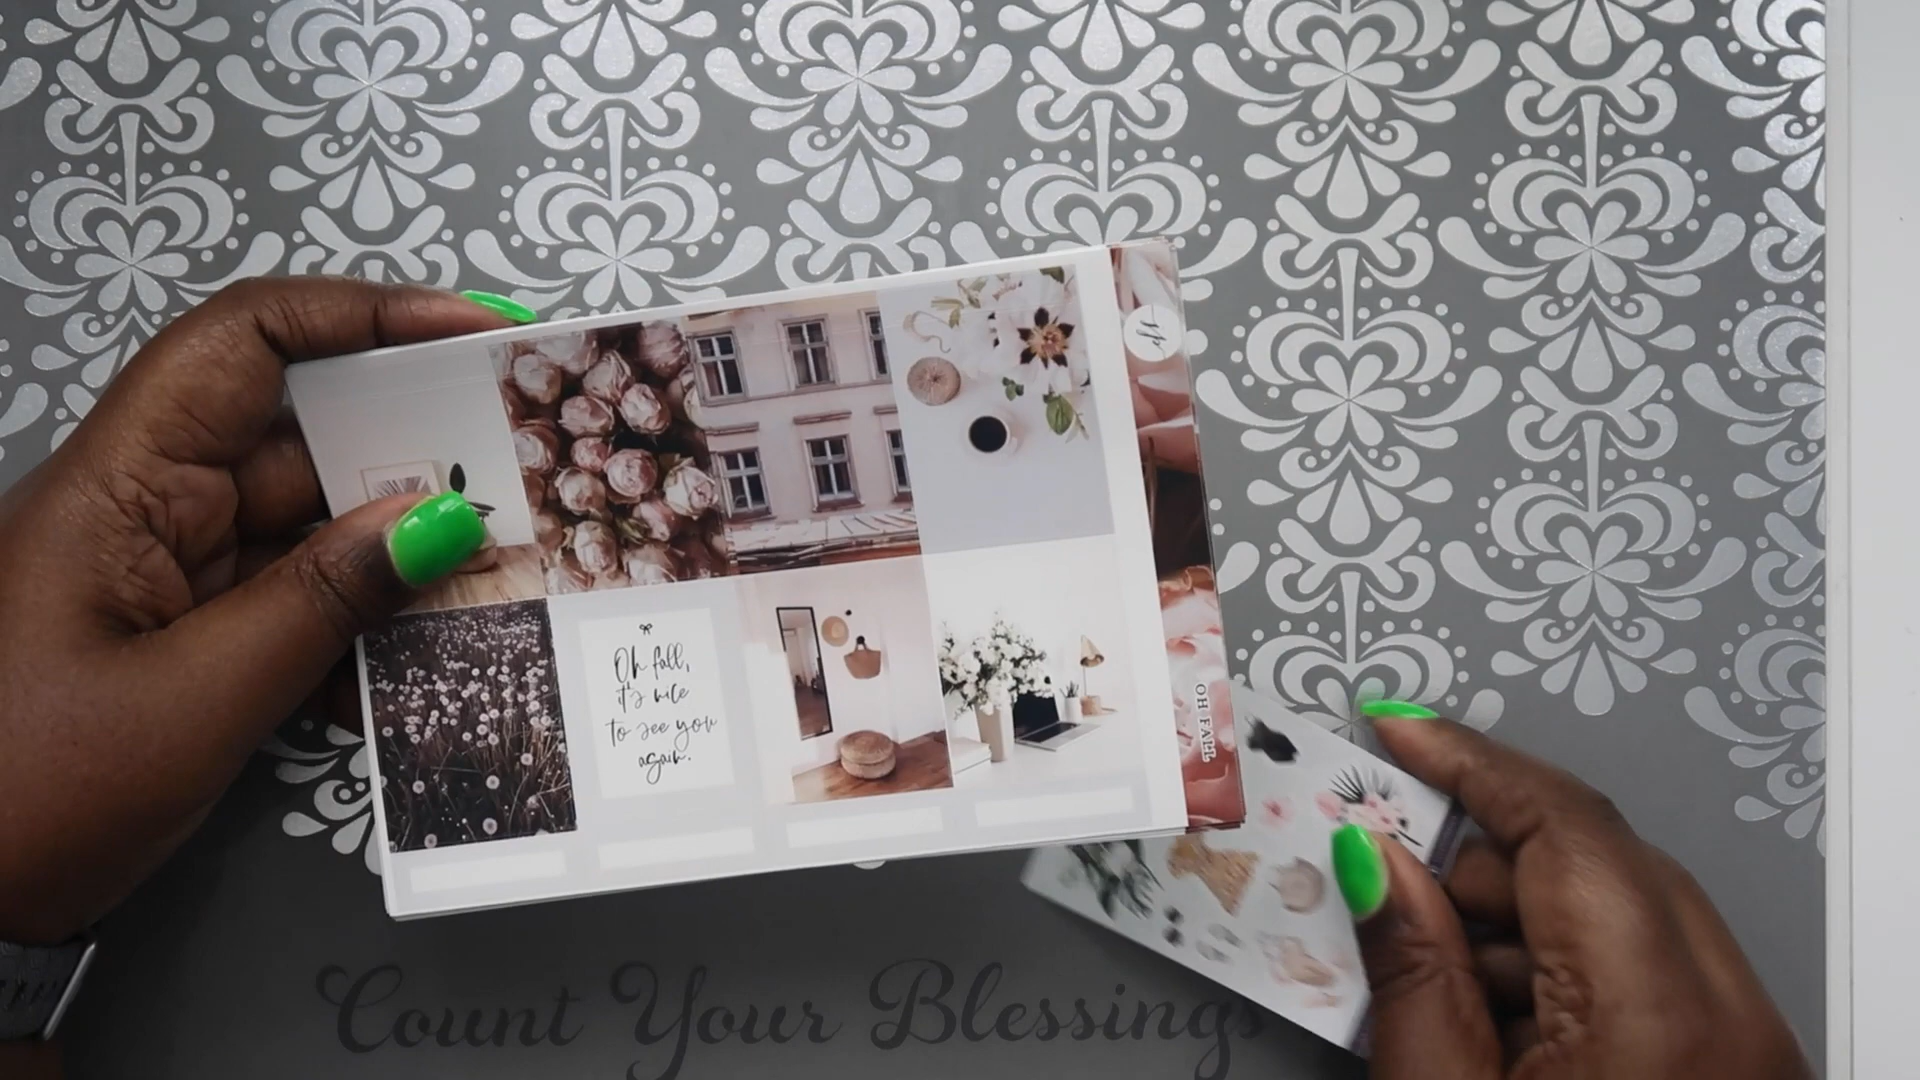 Oh fall,
it's nice
to see you
again.
OH FALL
Count Your Blessings